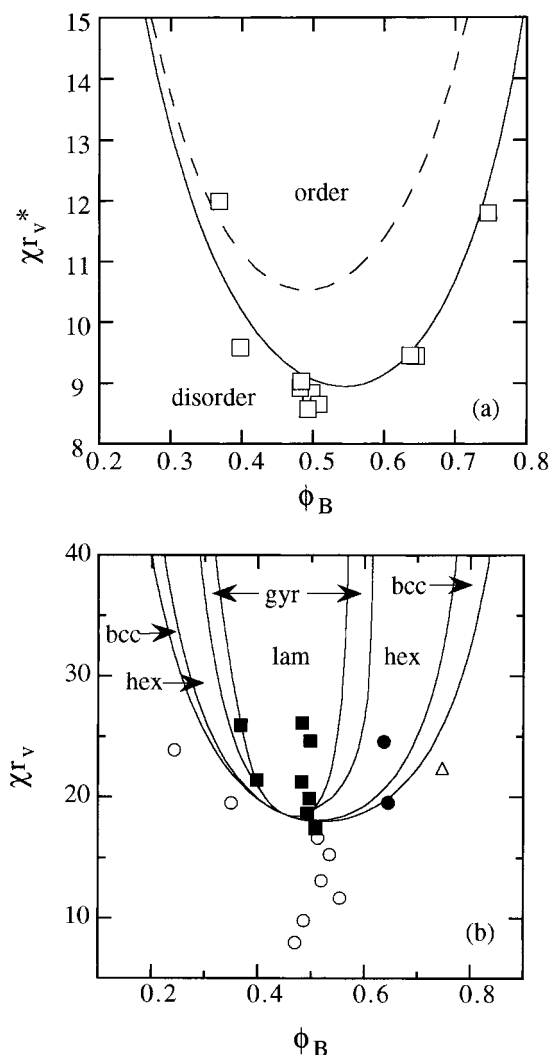 15
14
13
12
11
10
9
8
χr_v*
order
disorder
(a)
0.2 0.3 0.4 0.5 0.6 0.7 0.8
ϕ_B
40
30
20
10
χr_v
gyr
bcc
bcc
lam
hex
hex
(b)
0.2 0.4 0.6 0.8
ϕ_B